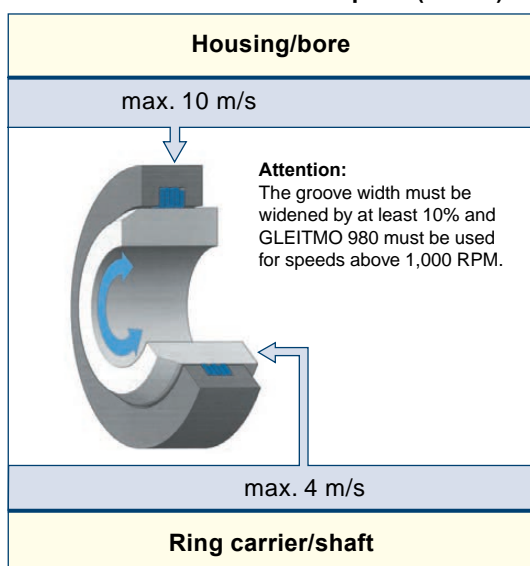 Housing/bore
max. 10 m/s
Attention:
The groove width must be
widened by at least 10% and
GLEITMO 980 must be used
for speeds above 1,000 RPM.
max. 4 m/s
Ring carrier/shaft